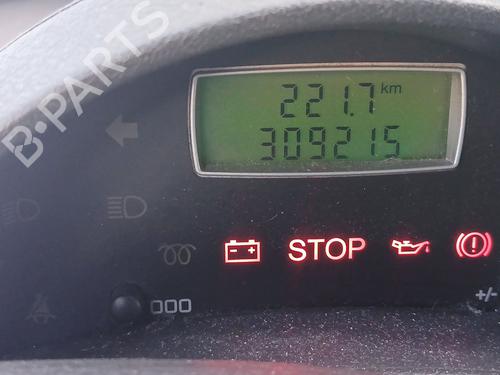 B-PARTS
221.7 km
309215
STOP
+/-
000